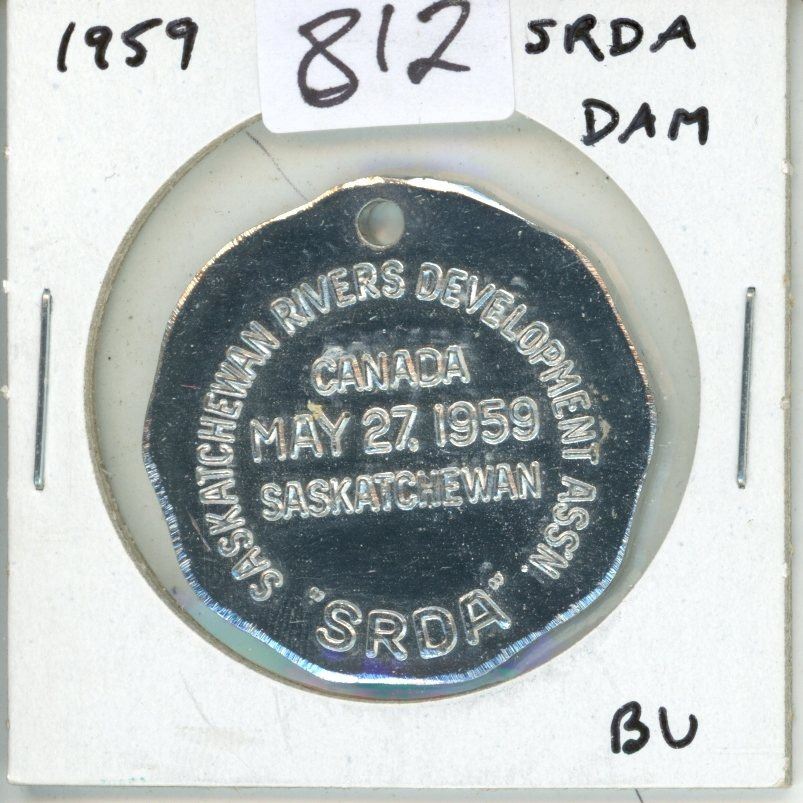 1959 812 SRDA
DAM
SASKATCHEWAN RIVERS DEVELOPMENT ASSN.
CANADA
MAY 27, 1959
SASKATCHEWAN
"SRDA"
BU